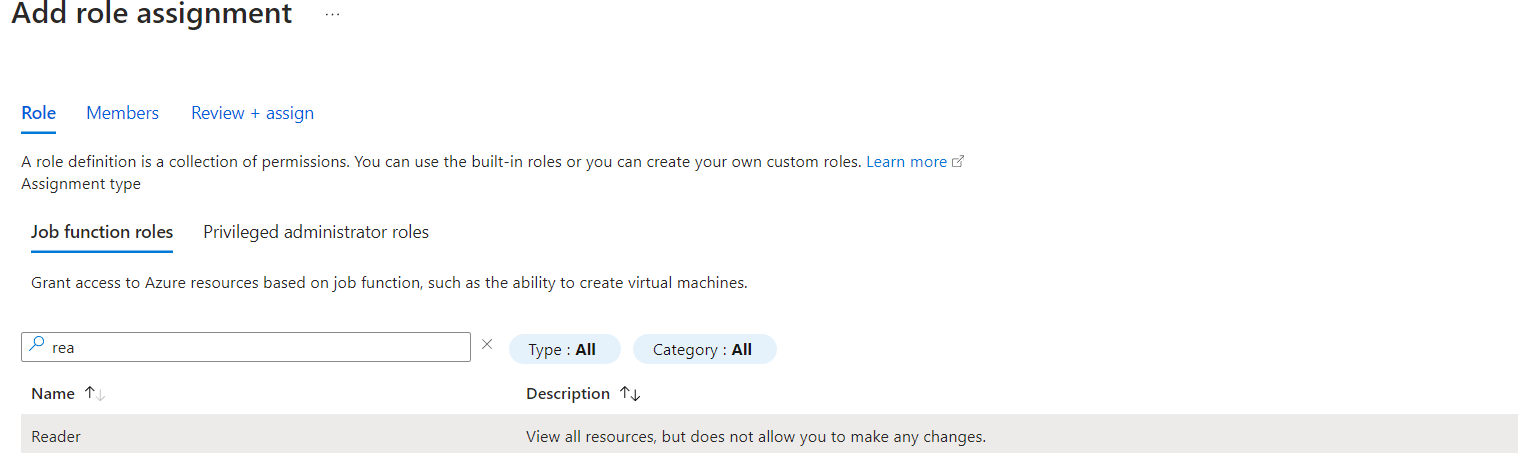 Add role assignment ...
Role Members Review + assign
A role definition is a collection of permissions. You can use the built-in roles or you can create your own custom roles. Learn more
Assignment type
Job function roles Privileged administrator roles
Grant access to Azure resources based on job function, such as the ability to create virtual machines.
rea Type : All Category : All
Name ↑↓ Description ↑↓
Reader View all resources, but does not allow you to make any changes.